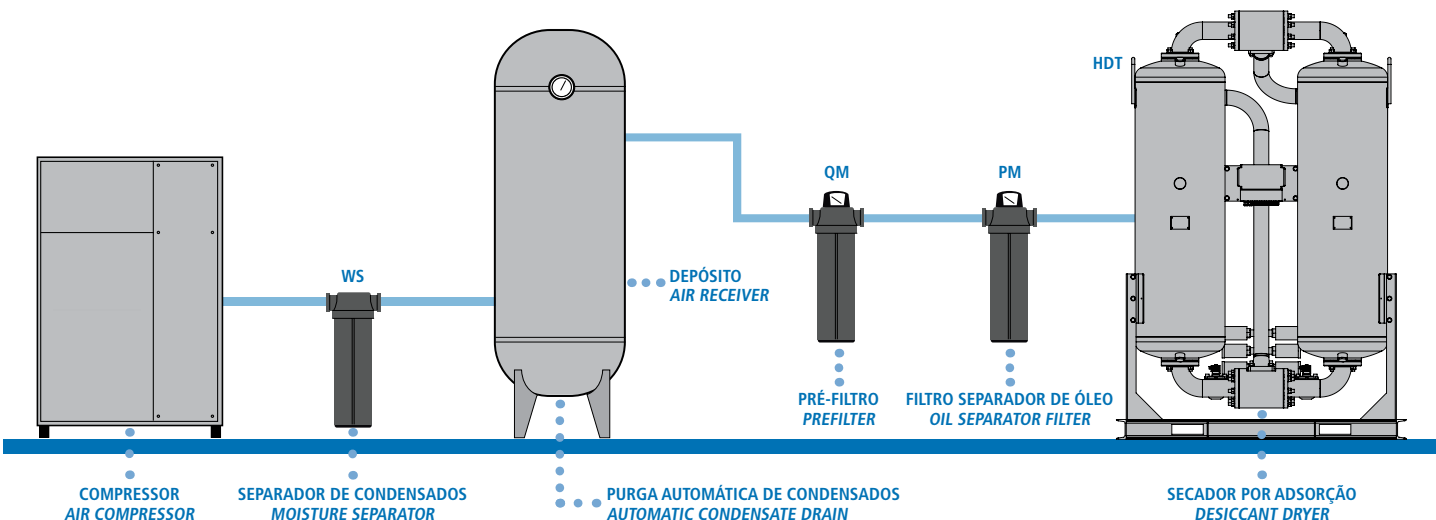 HDT
QM
PM
WS
DEPÓSITO
AIR RECEIVER
PRÉ-FILTRO
PREFILTER
FILTRO SEPARADOR DE ÓLEO
OIL SEPARATOR FILTER
COMPRESSOR
AIR COMPRESSOR
SEPARADOR DE CONDENSADOS
MOISTURE SEPARATOR
PURGA AUTOMÁTICA DE CONDENSADOS
AUTOMATIC CONDENSATE DRAIN
SECADOR POR ADSORÇÃO
DESICCANT DRYER